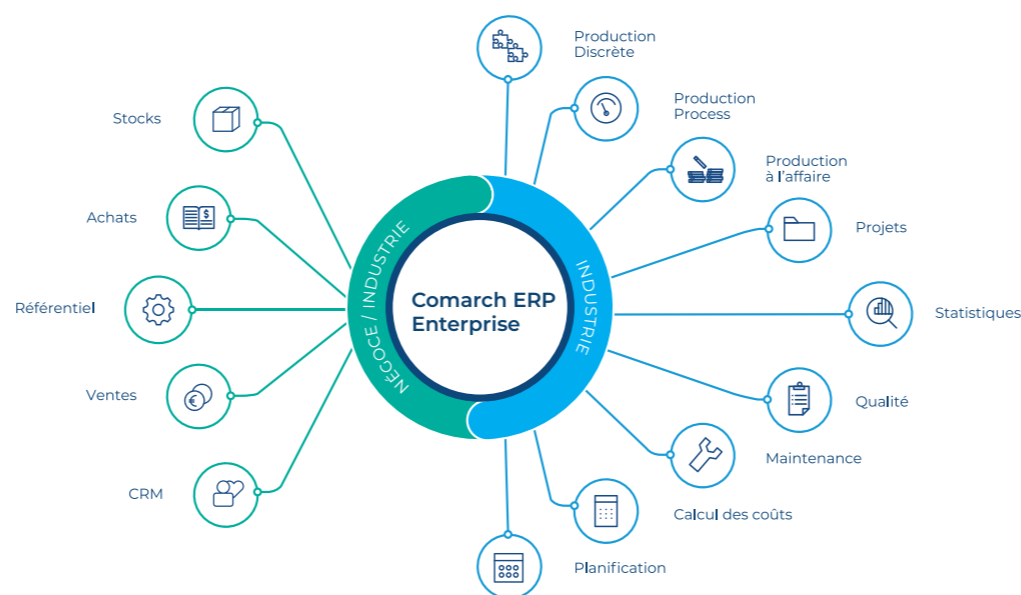 Production
Discrète
Production
Process
Stocks
Production
à l'affaire
Achats
Projets
NÉGOCE / INDUSTRIE
INDUSTRIE
Comarch ERP
Enterprise
Référentiel
Statistiques
Ventes
Qualité
Maintenance
CRM
Calcul des coûts
Planification